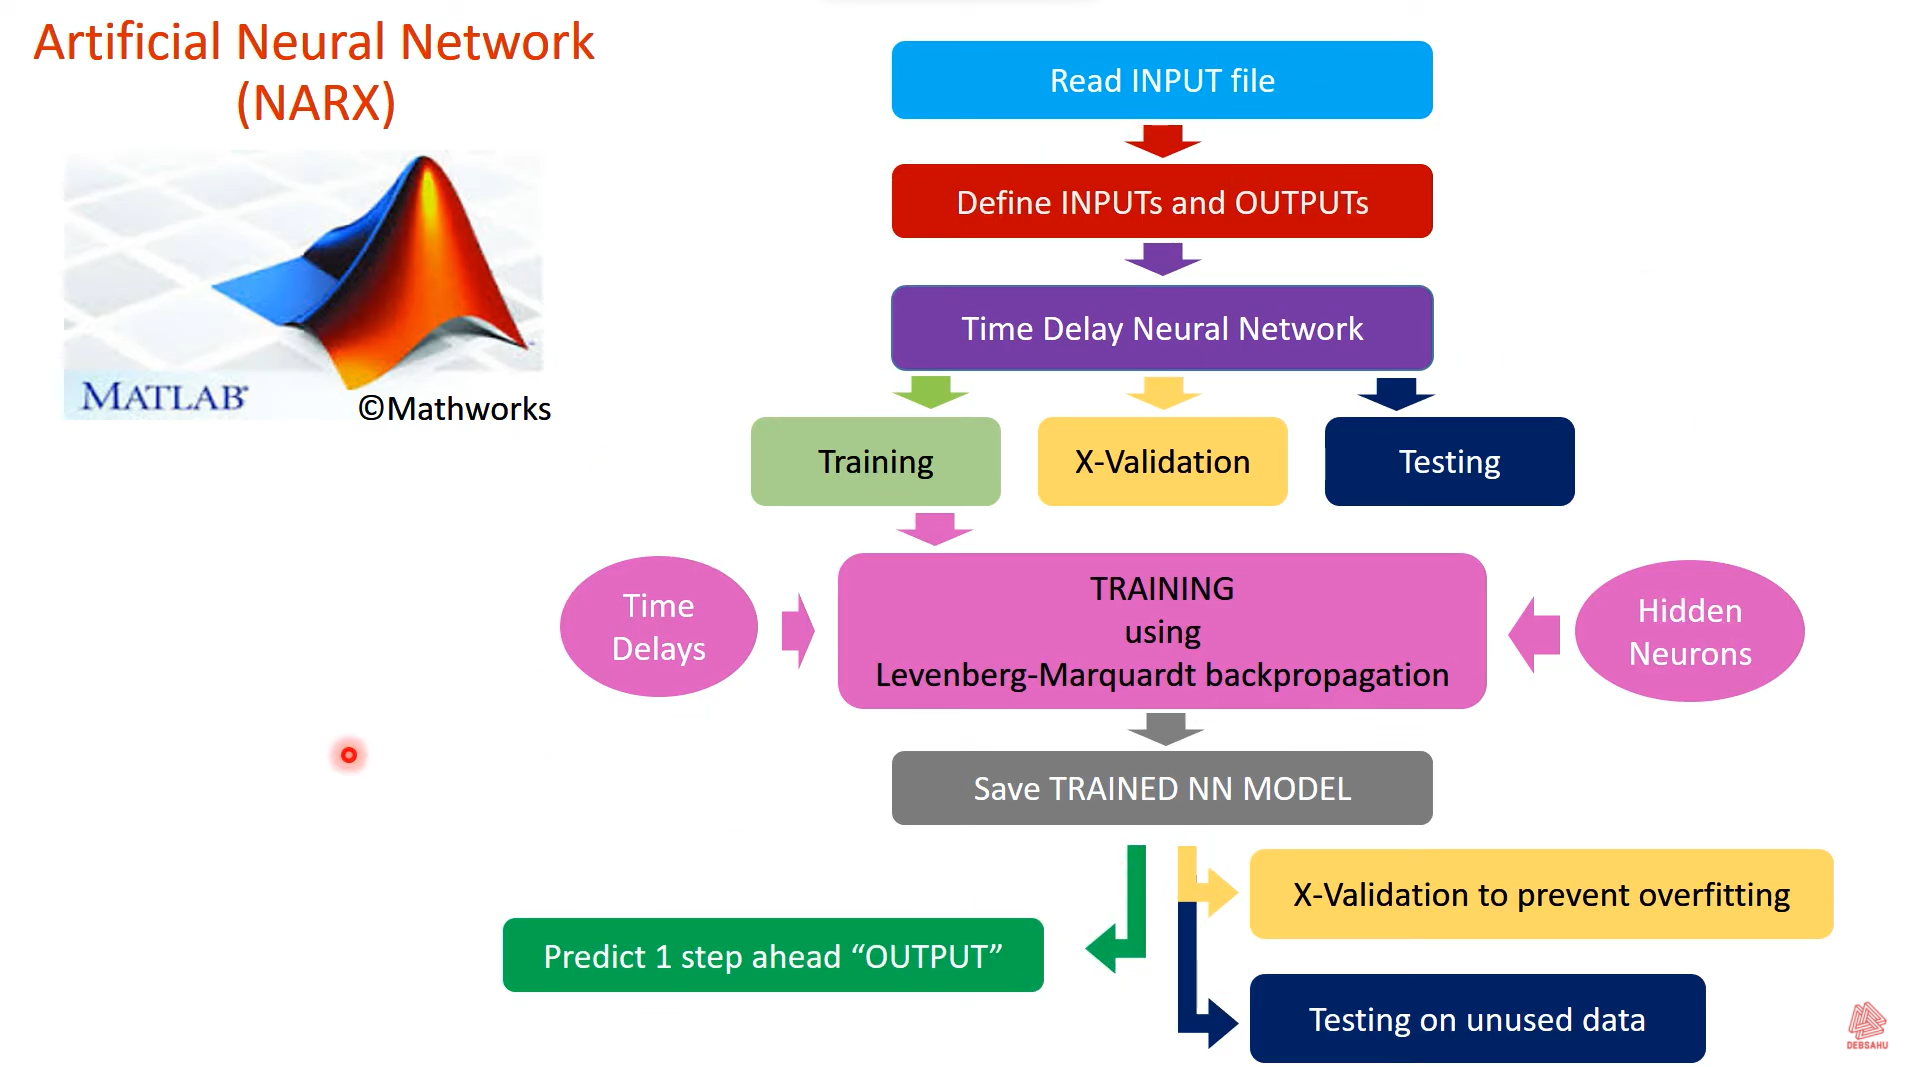 Artificial Neural Network
(NARX)
MATLAB®
©Mathworks
Read INPUT file
Define INPUTs and OUTPUTs
Time Delay Neural Network
Training
X-Validation
Testing
Time
Delays
TRAINING
using
Levenberg-Marquardt backpropagation
Hidden
Neurons
Save TRAINED NN MODEL
X-Validation to prevent overfitting
Predict 1 step ahead “OUTPUT”
Testing on unused data
DEBSAHU